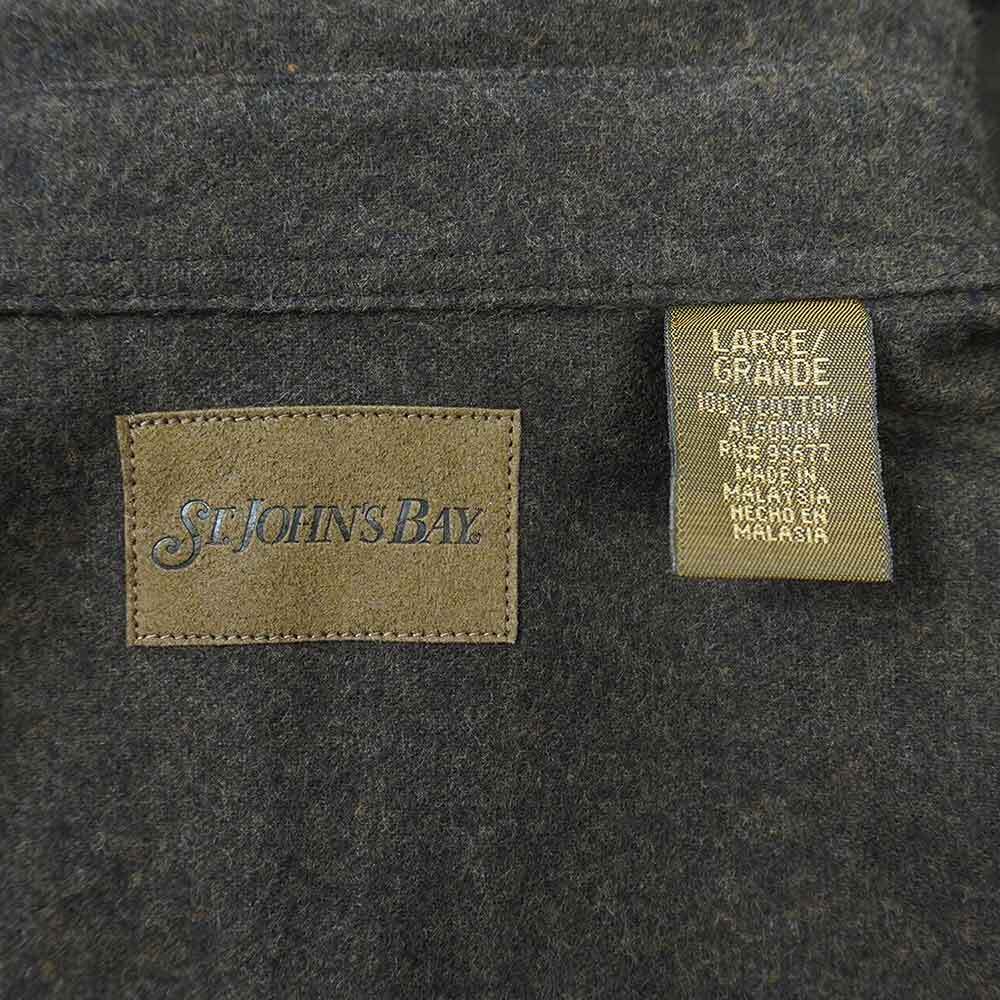 ST. JOHN'S BAY.
LARGE/
GRANDE
100% COTTON
ALGODON
RN# 93677
MADE IN
MALAYSIA
HECHO EN
MALASIA